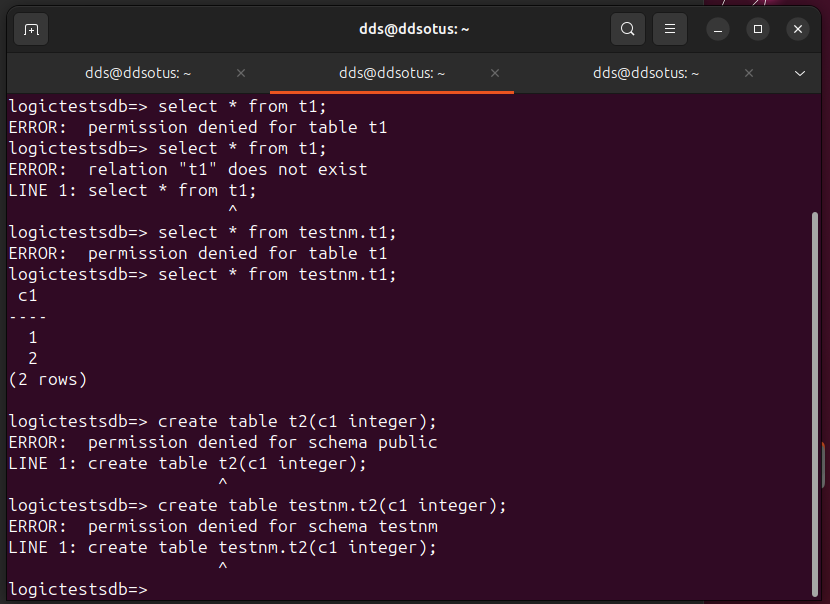 dds@ddsotus: ~
dds@ddsotus: ~ dds@ddsotus: ~ dds@ddsotus: ~
logictestsdb=> select * from t1;
ERROR:  permission denied for table t1
logictestsdb=> select * from t1;
ERROR:  relation "t1" does not exist
LINE 1: select * from t1;
                      ^
logictestsdb=> select * from testnm.t1;
ERROR:  permission denied for table t1
logictestsdb=> select * from testnm.t1;
 c1
----
  1
  2
(2 rows)

logictestsdb=> create table t2(c1 integer);
ERROR:  permission denied for schema public
LINE 1: create table t2(c1 integer);
                     ^
logictestsdb=> create table testnm.t2(c1 integer);
ERROR:  permission denied for schema testnm
LINE 1: create table testnm.t2(c1 integer);
                     ^
logictestsdb=>